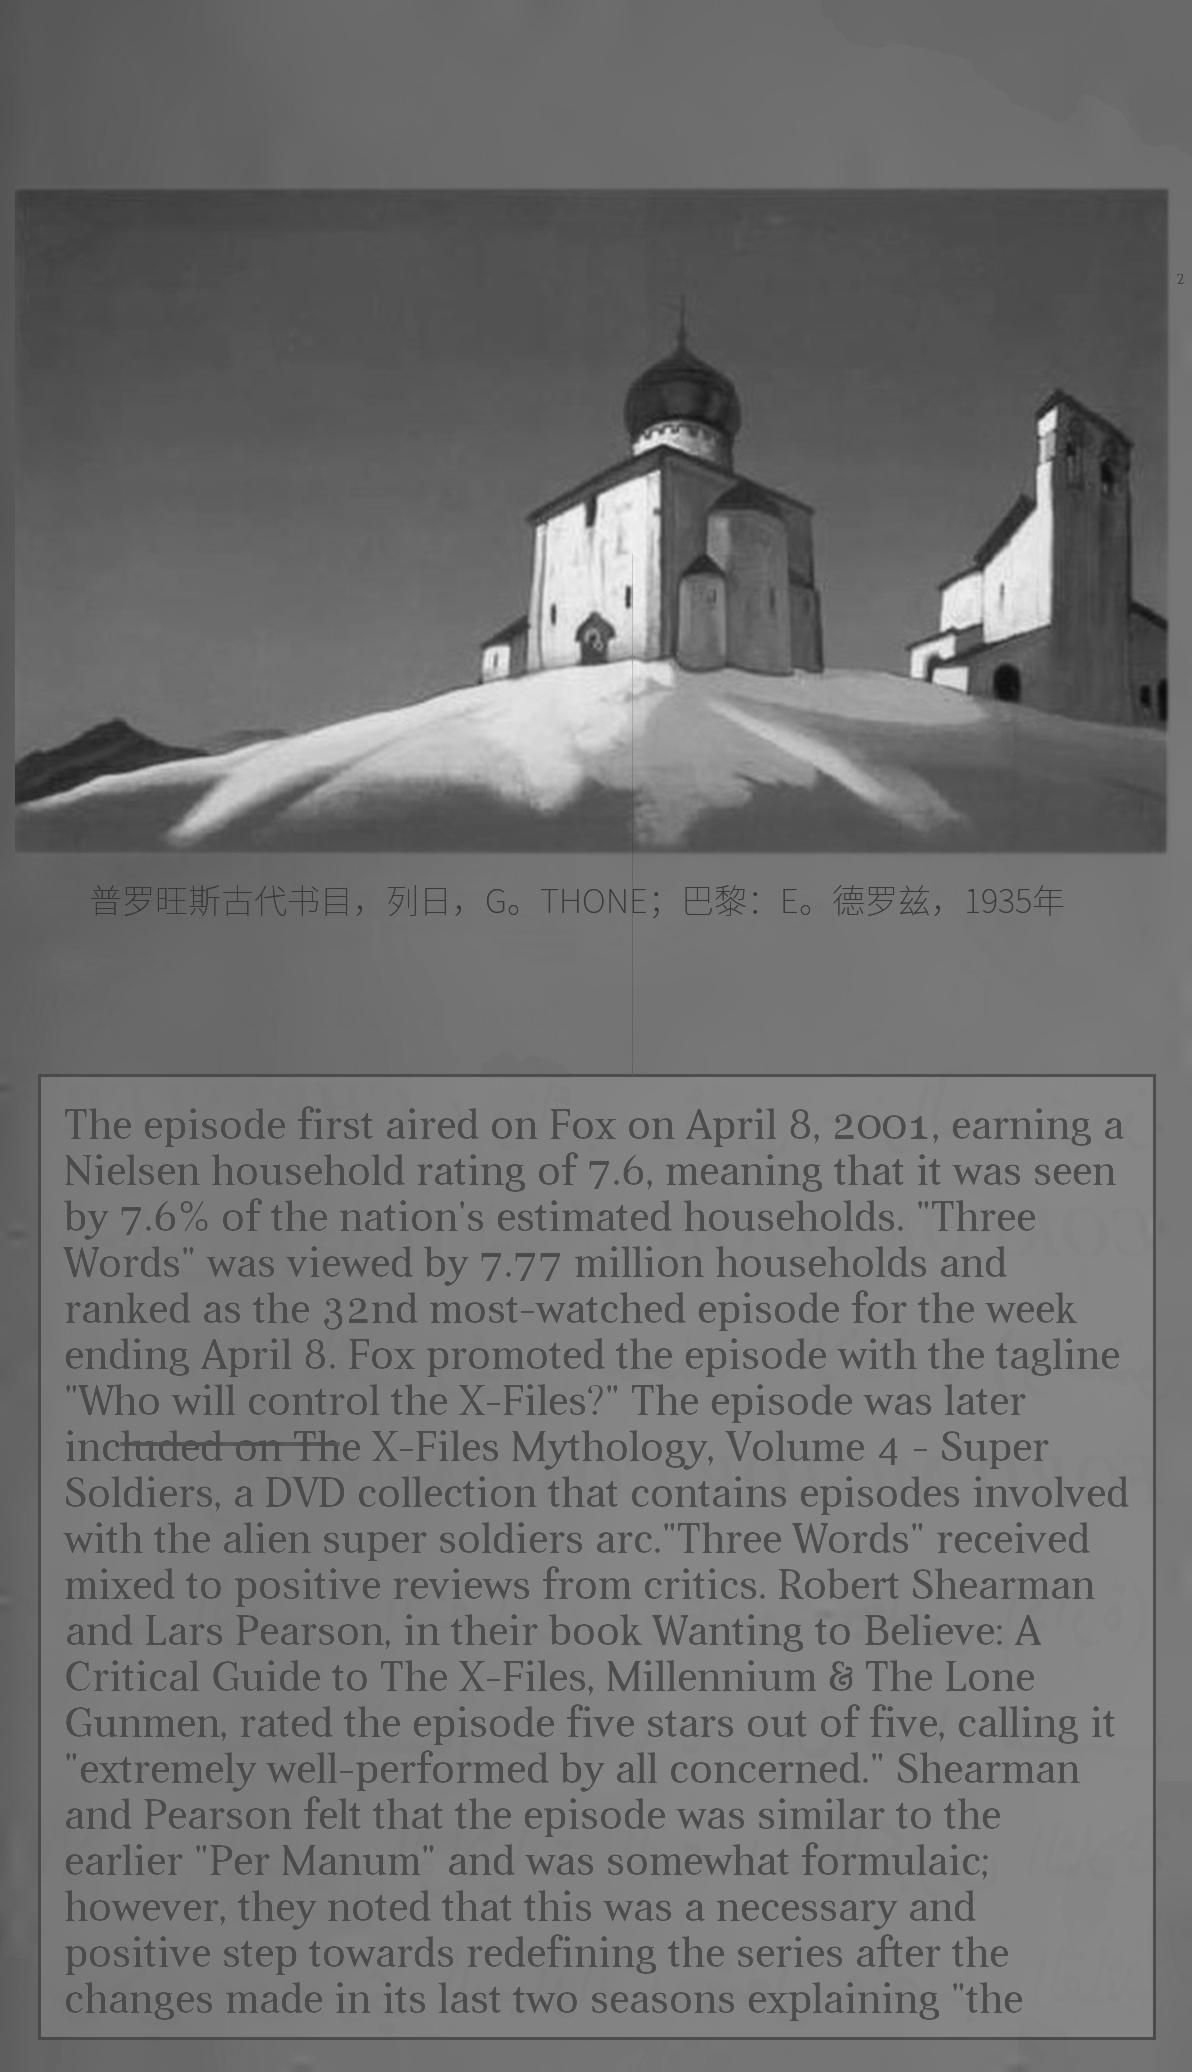 2
普罗旺斯古代书目，列日，G。THONE；巴黎：E。德罗兹，1935年
The episode first aired on Fox on April 8, 2001, earning a
Nielsen household rating of 7.6, meaning that it was seen
by 7.6% of the nation's estimated households. "Three
Words" was viewed by 7.77 million households and
ranked as the 32nd most-watched episode for the week
ending April 8. Fox promoted the episode with the tagline
"Who will control the X-Files?" The episode was later
included on The X-Files Mythology, Volume 4 - Super
Soldiers, a DVD collection that contains episodes involved
with the alien super soldiers arc."Three Words" received
mixed to positive reviews from critics. Robert Shearman
and Lars Pearson, in their book Wanting to Believe: A
Critical Guide to The X-Files, Millennium & The Lone
Gunmen, rated the episode five stars out of five, calling it
"extremely well-performed by all concerned." Shearman
and Pearson felt that the episode was similar to the
earlier "Per Manum" and was somewhat formulaic;
however, they noted that this was a necessary and
positive step towards redefining the series after the
changes made in its last two seasons explaining "the